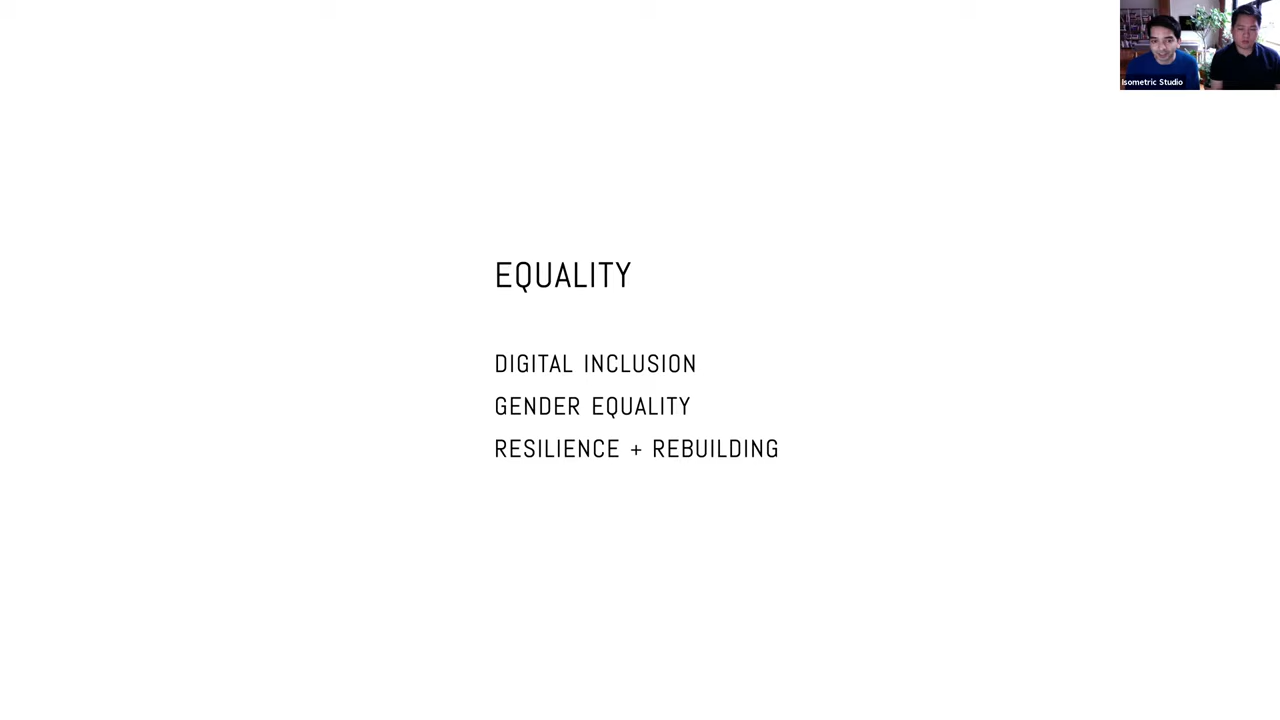 Isometric Studio
EQUALITY
DIGITAL INCLUSION
GENDER EQUALITY
RESILIENCE + REBUILDING